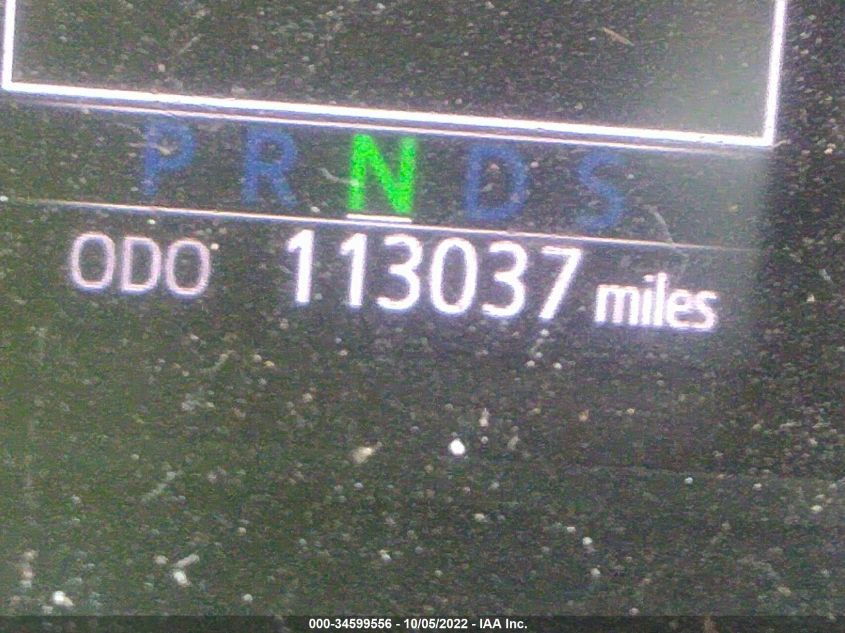 P R N D S
ODO 113037 miles
000-34599556 - 10/05/2022 - IAA Inc.